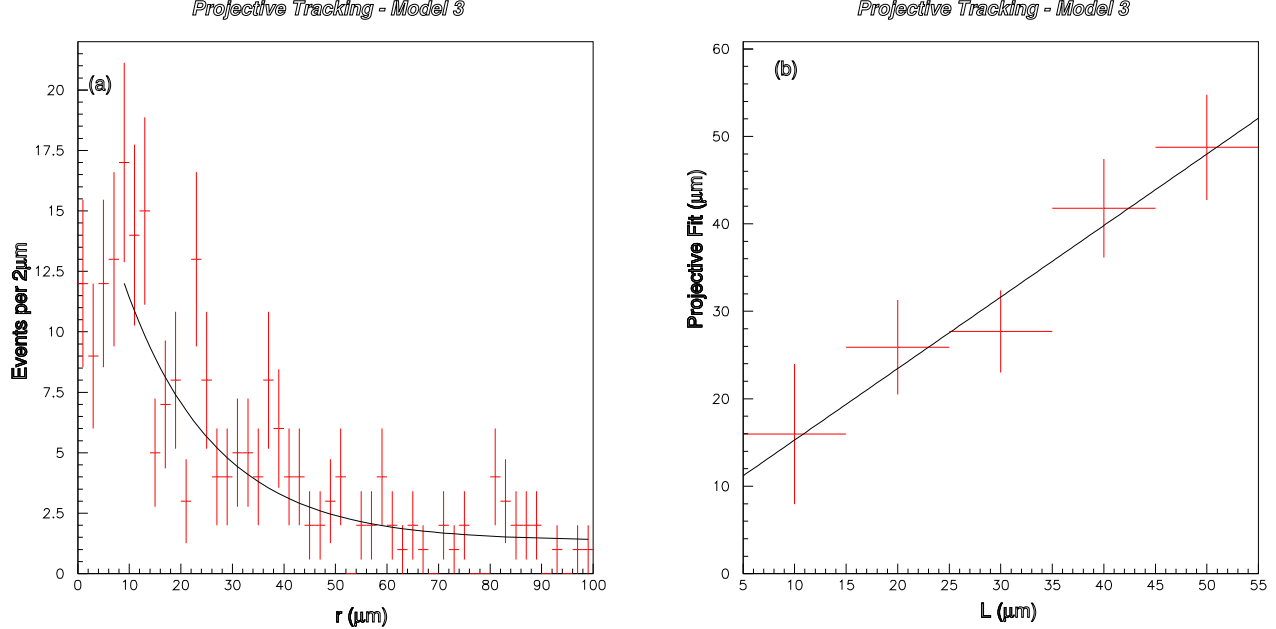 Projective Tracking - Model 3
(a)
Events per 2μm
20
17.5
15
12.5
10
7.5
5
2.5
0
0 10 20 30 40 50 60 70 80 90 100
r (μm)
Projective Tracking - Model 3
(b)
Projective Fit (μm)
60
50
40
30
20
10
0
5 10 15 20 25 30 35 40 45 50 55
L (μm)